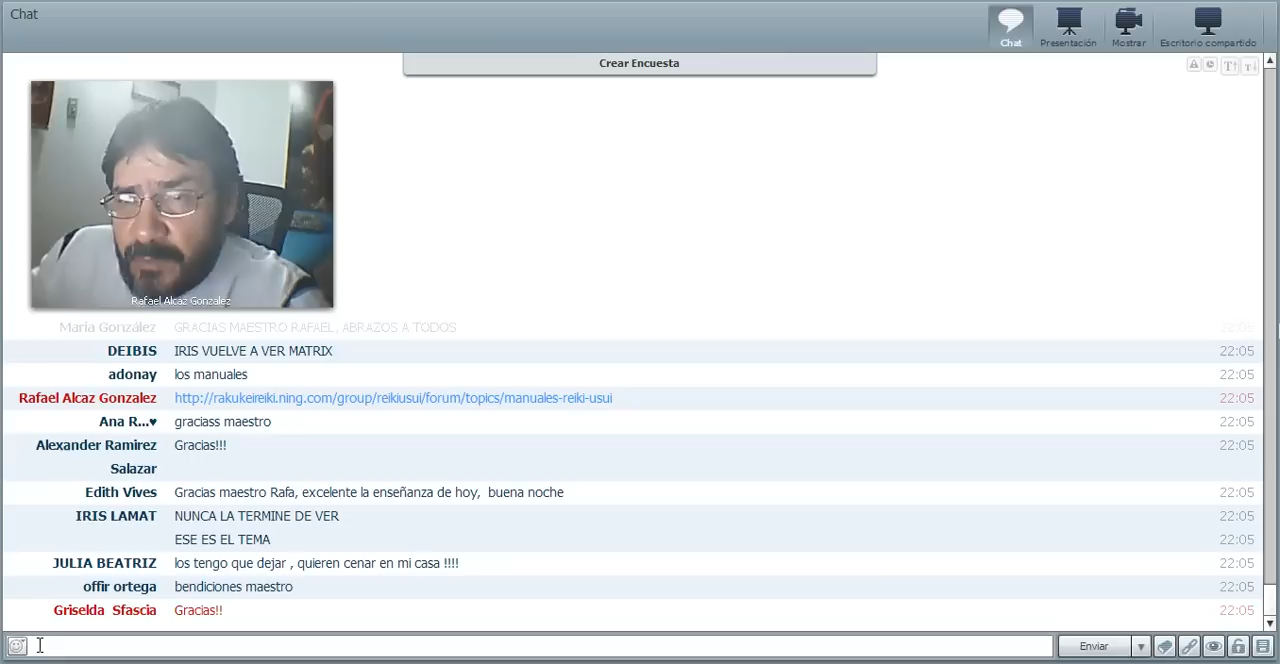 Chat
Chat
Presentación
Mostrar
Escritorio compartido
Crear Encuesta
Rafael Alcaz Gonzalez
Maria González GRACIAS MAESTRO RAFAEL, ABRAZOS A TODOS 22:05
DEIBIS IRIS VUELVE A VER MATRIX 22:05
adonay los manuales 22:05
Rafael Alcaz Gonzalez http://rakukeireiki.ning.com/group/reikiusui/forum/topics/manuales-reiki-usui 22:05
Ana R...♥ graciass maestro 22:05
Alexander Ramirez Gracias!!! 22:05
Salazar
Edith Vives Gracias maestro Rafa, excelente la enseñanza de hoy, buena noche 22:05
IRIS LAMAT NUNCA LA TERMINE DE VER 22:05
ESE ES EL TEMA 22:05
JULIA BEATRIZ los tengo que dejar , quieren cenar en mi casa !!!! 22:05
offir ortega bendiciones maestro 22:05
Griselda Sfascia Gracias!! 22:05
Enviar